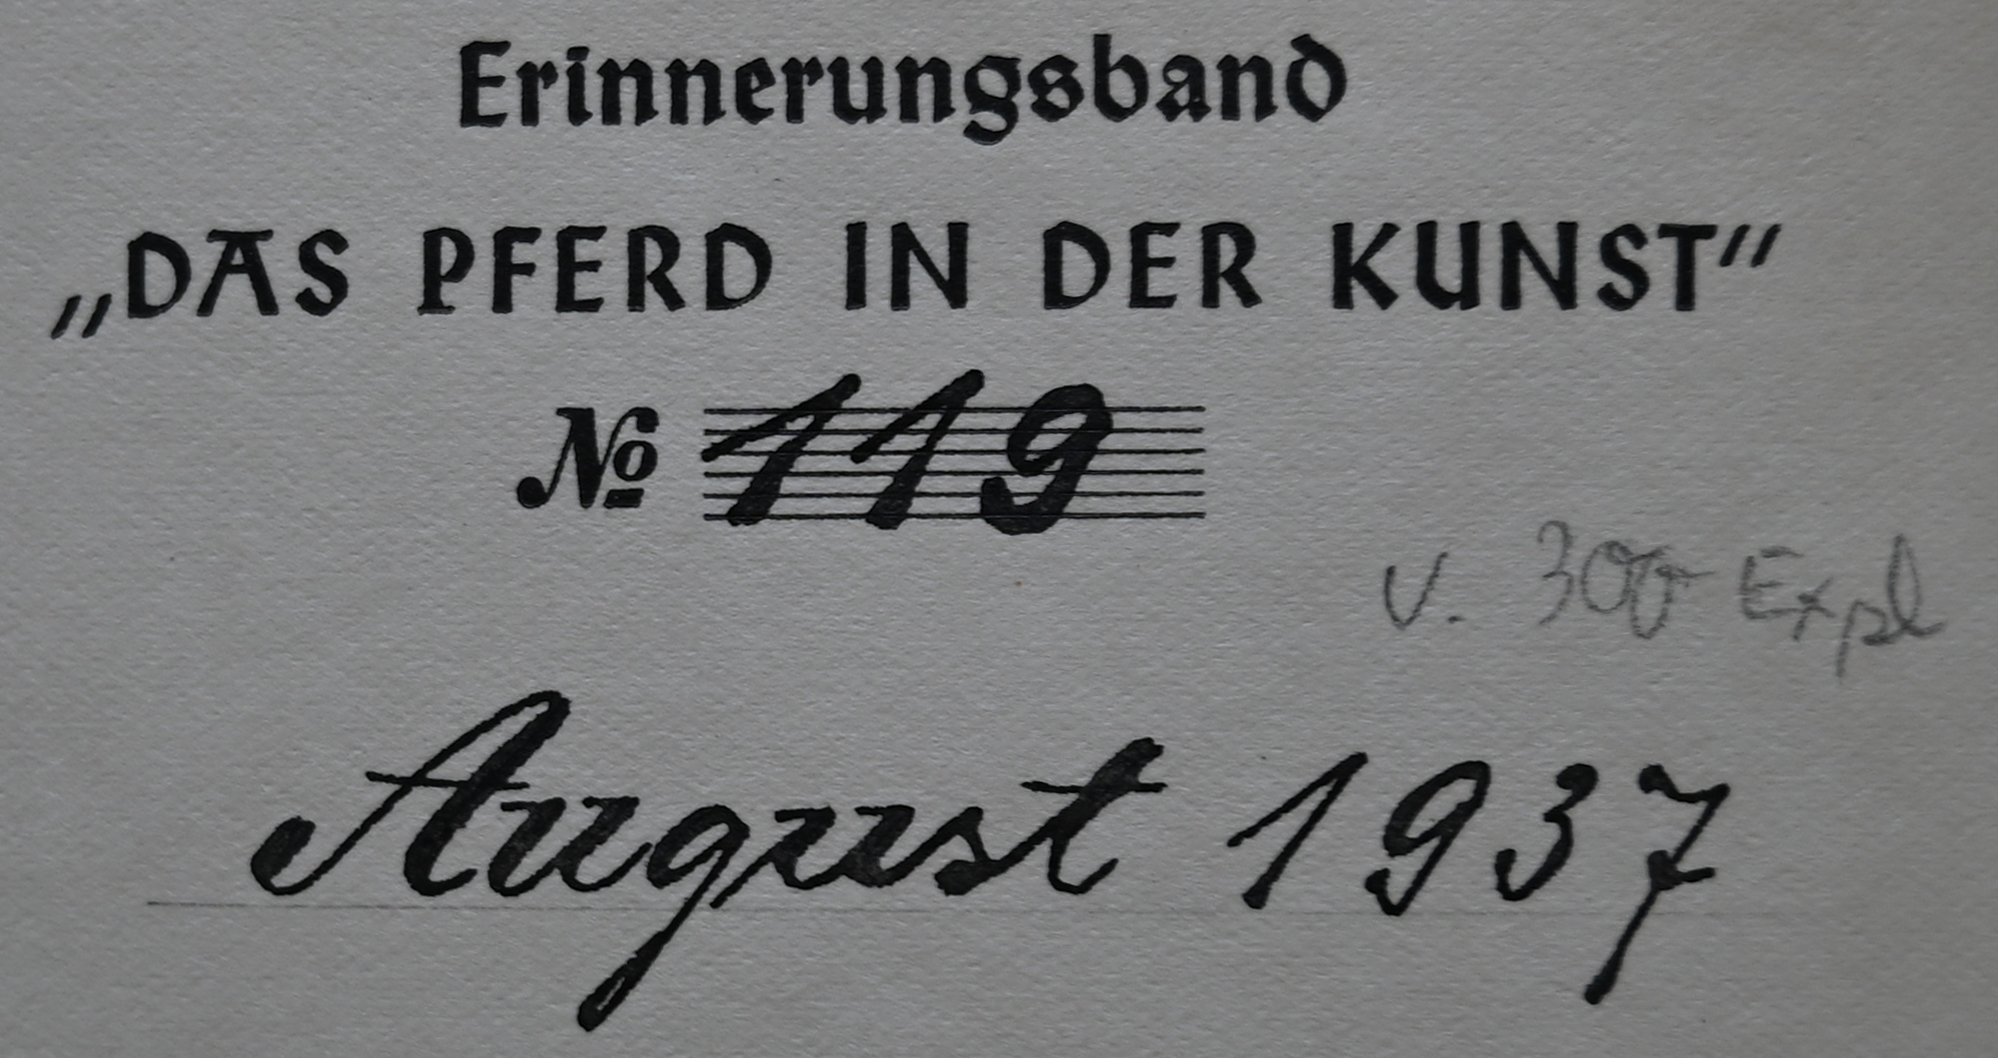 Erinnerungsband
„DAS PFERD IN DER KUNST“
№ 119
v. 300 Expl
August 1937